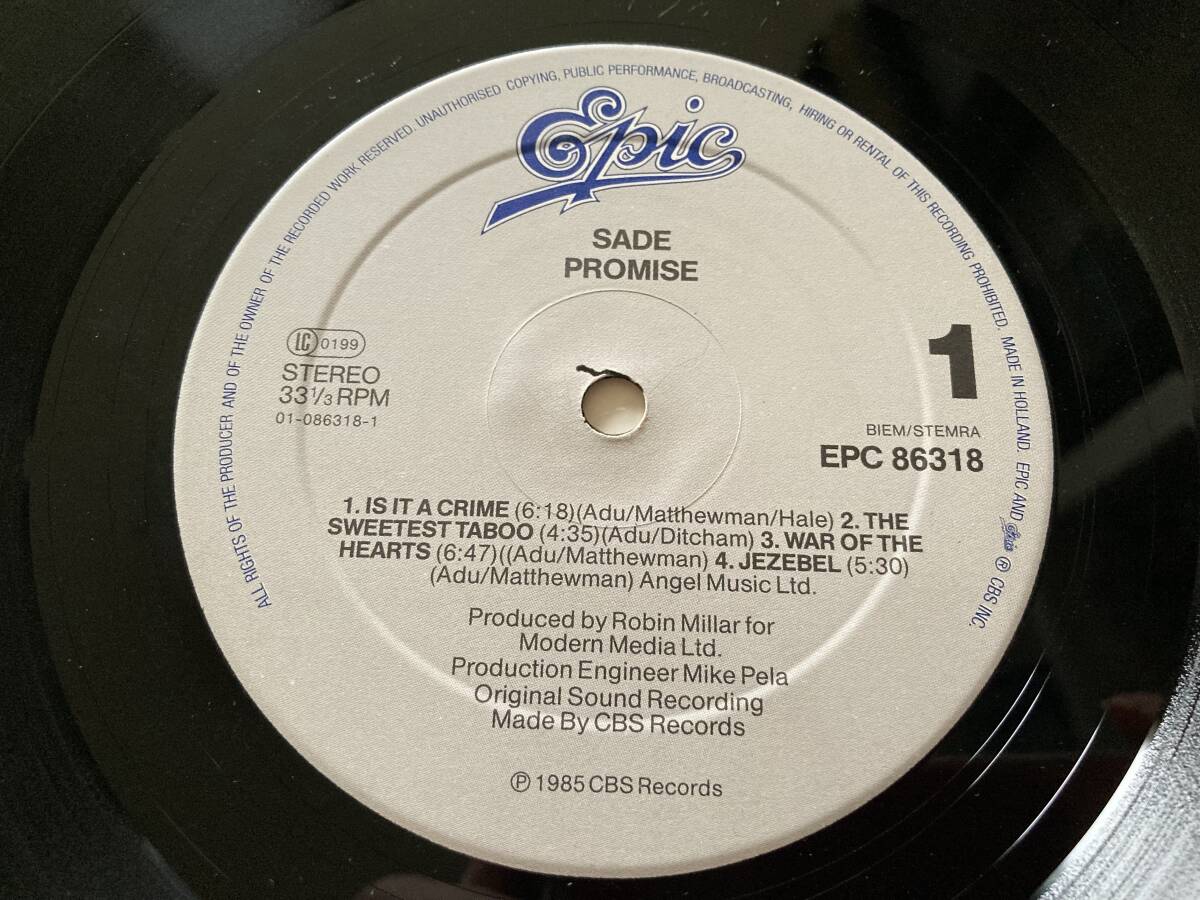 ALL RIGHTS OF THE PRODUCER AND OF THE OWNER OF THE RECORDED WORK RESERVED. UNAUTHORISED COPYING, PUBLIC PERFORMANCE, BROADCASTING, HIRING OR RENTAL OF THIS RECORDING PROHIBITED. MADE IN HOLLAND. EPIC AND Epic ® CBS INC.
Epic
SADE
PROMISE
LC 0199
STEREO
33 1/3 RPM
01-086318-1
1
BIEM/STEMRA
EPC 86318
1. IS IT A CRIME (6:18)(Adu/Matthewman/Hale) 2. THE
SWEETEST TABOO (4:35)(Adu/Ditcham) 3. WAR OF THE
HEARTS (6:47)((Adu/Matthewman) 4. JEZEBEL (5:30)
(Adu/Matthewman) Angel Music Ltd.
Produced by Robin Millar for
Modern Media Ltd.
Production Engineer Mike Pela
Original Sound Recording
Made By CBS Records
℗ 1985 CBS Records